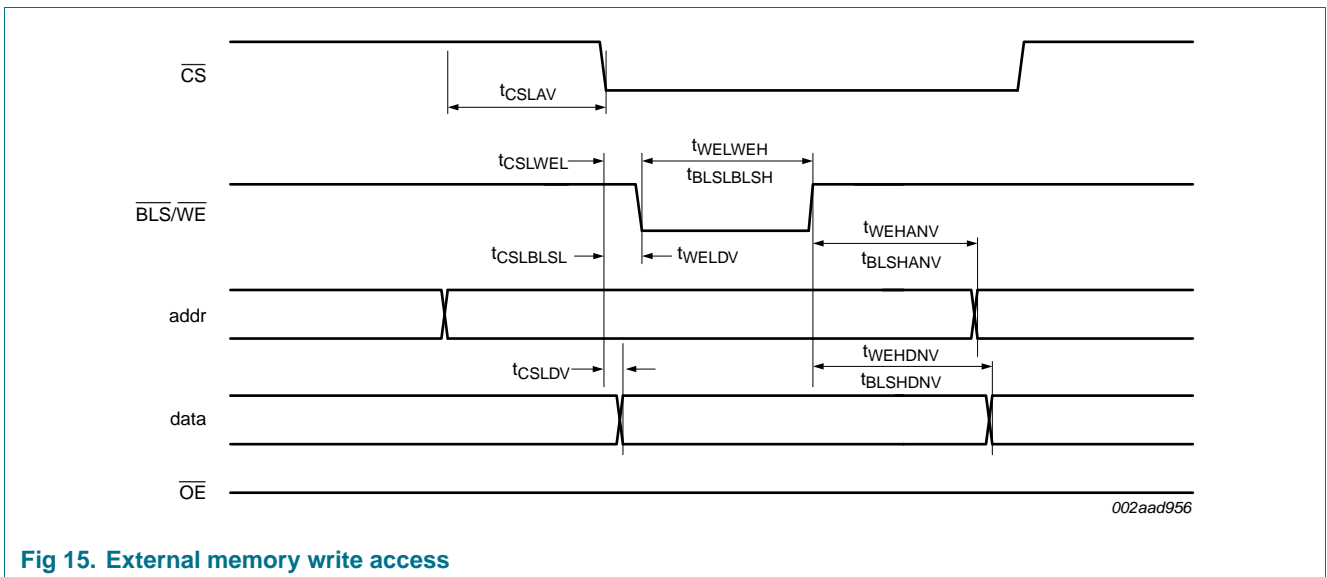 CS
tCSLAV
tCSLWEL
tWELWEH
tBLSLBLSH
BLS/WE
tWEHANV
tCSLBLSL
tWELDV
tBLSHANV
addr
tWEHDNV
tCSLDV
tBLSHDNV
data
OE
002aad956
Fig 15. External memory write access